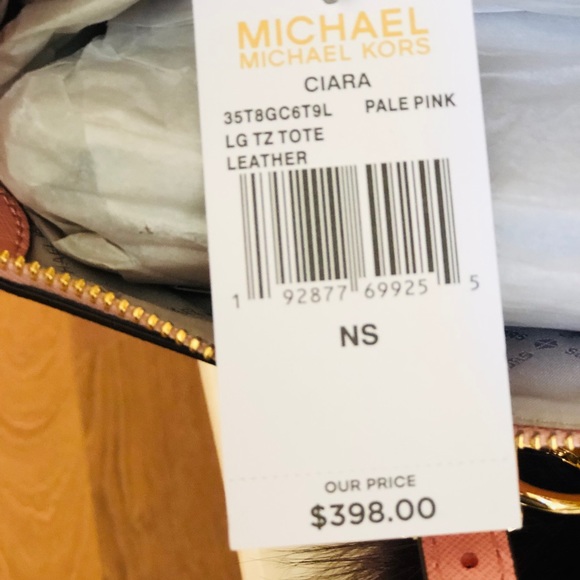 MICHAEL
MICHAEL KORS
CIARA
35T8GC6T9L PALE PINK
LG TZ TOTE
LEATHER
1 92877 69925 5
NS
OUR PRICE
$398.00